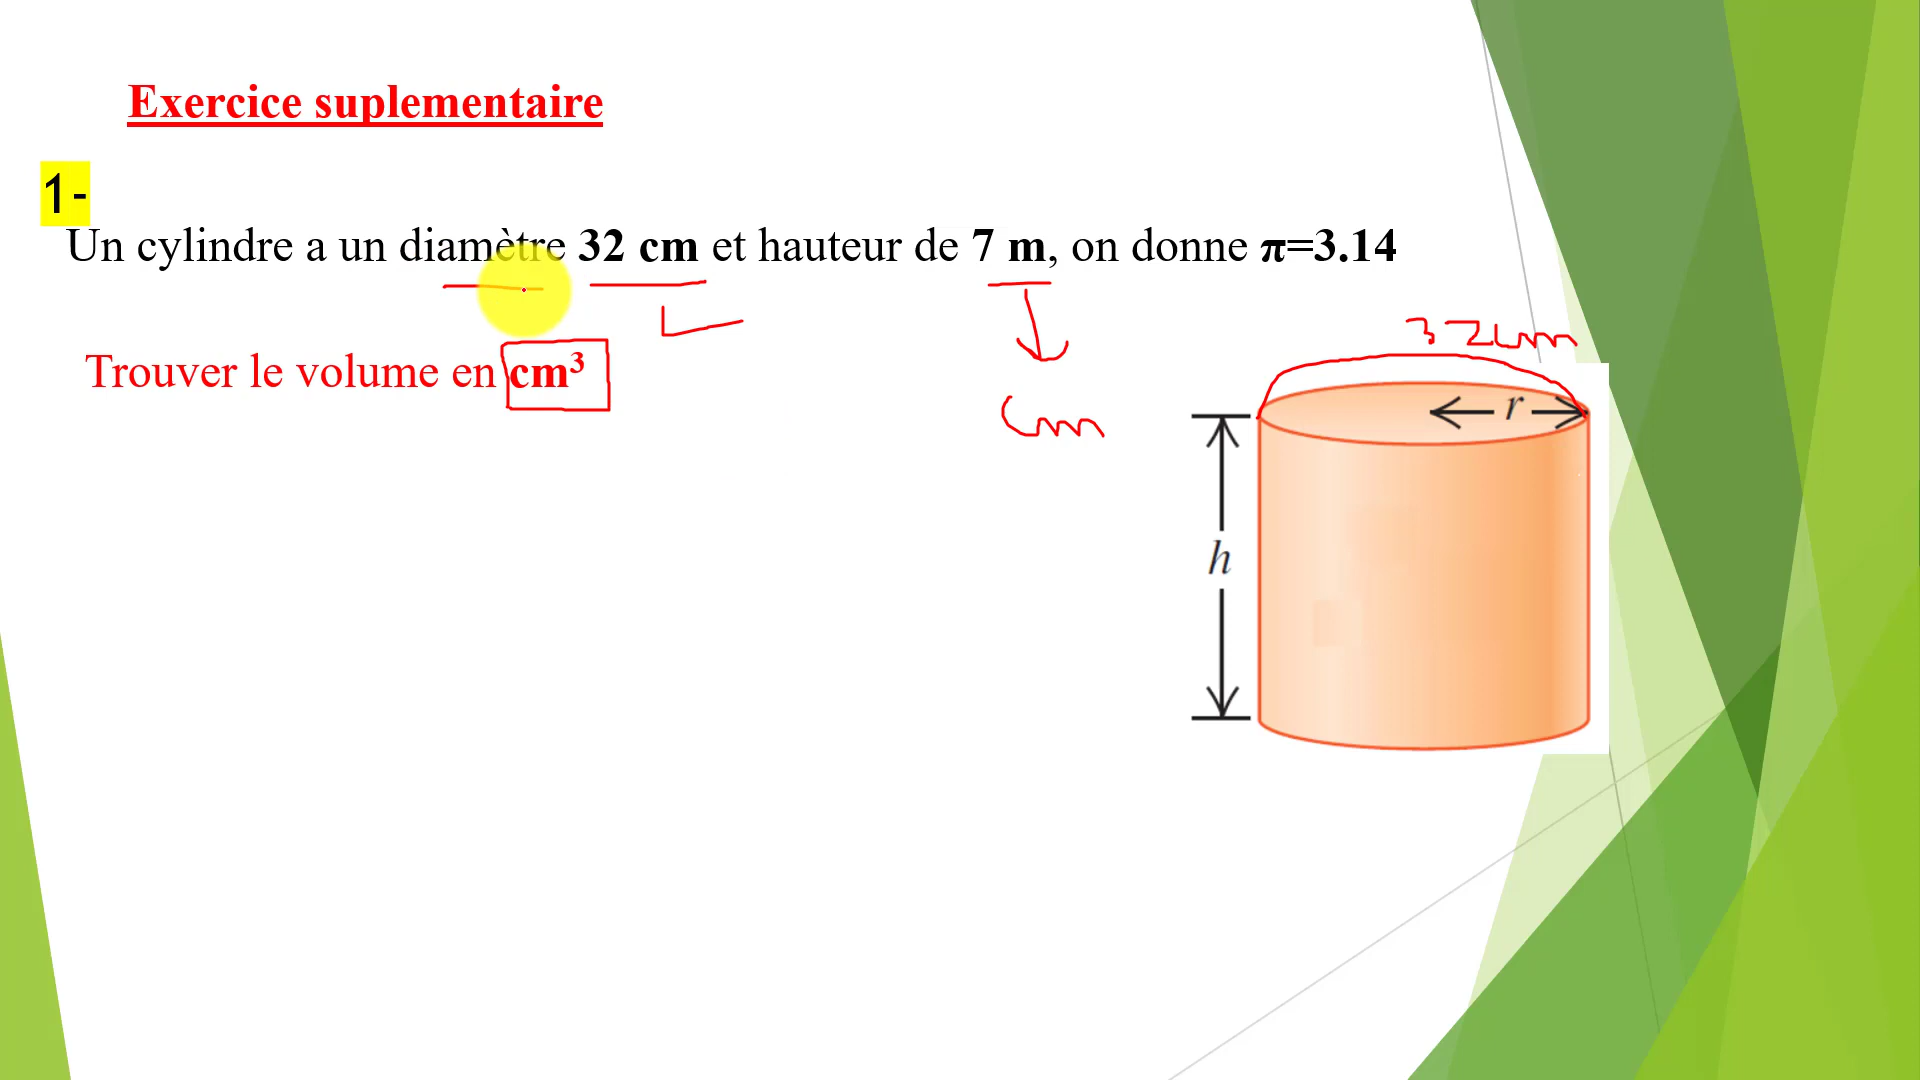 Exercice suplementaire
1-
Un cylindre a un diamètre 32 cm et hauteur de 7 m, on donne π=3.14
32cm
Trouver le volume en cm³
cm
r
h